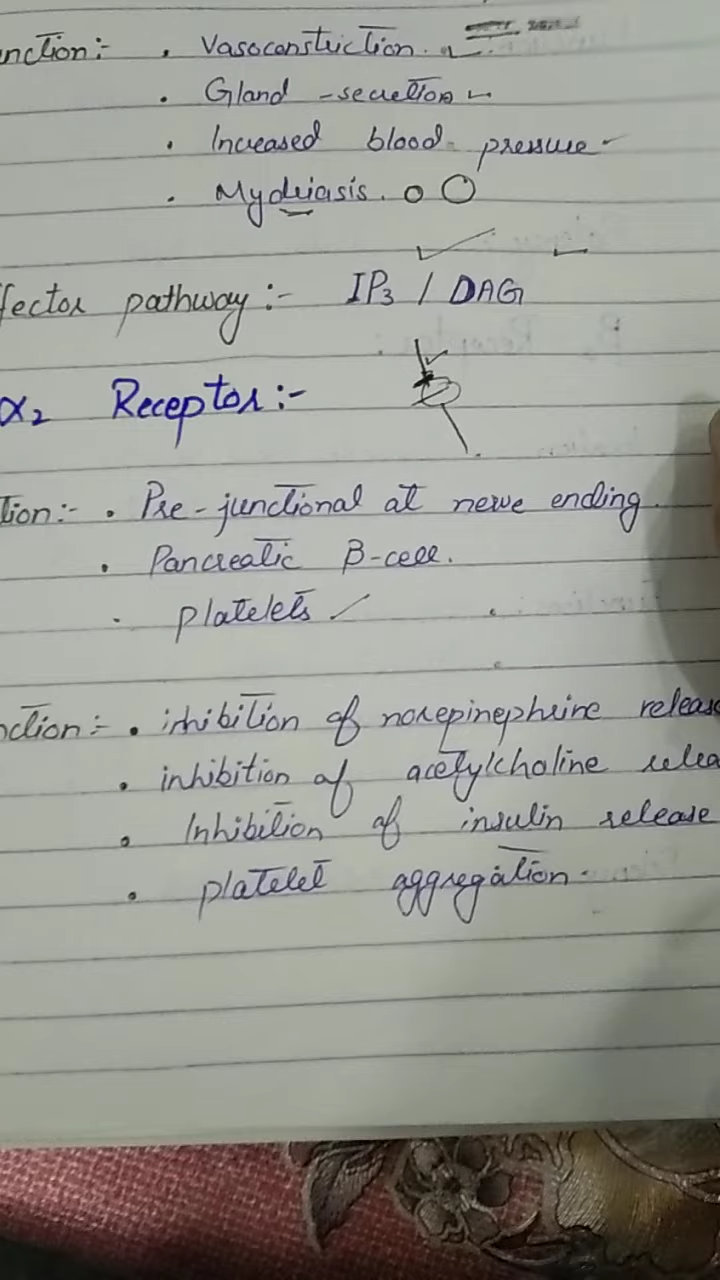 nction:- . Vasoconstriction.
. Gland -secretion
. Increased blood pressure
. Mydriasis.
ffector pathway:- IP3 / DAG
α2 Receptor:-
tion:- . Pre-junctional at nerve ending.
. Pancreatic β-cell.
. Platelets
nction:- . inhibition of norepinephrine releas
. inhibition of acetylcholine relea
. Inhibition of insulin release
. platelet aggregation.